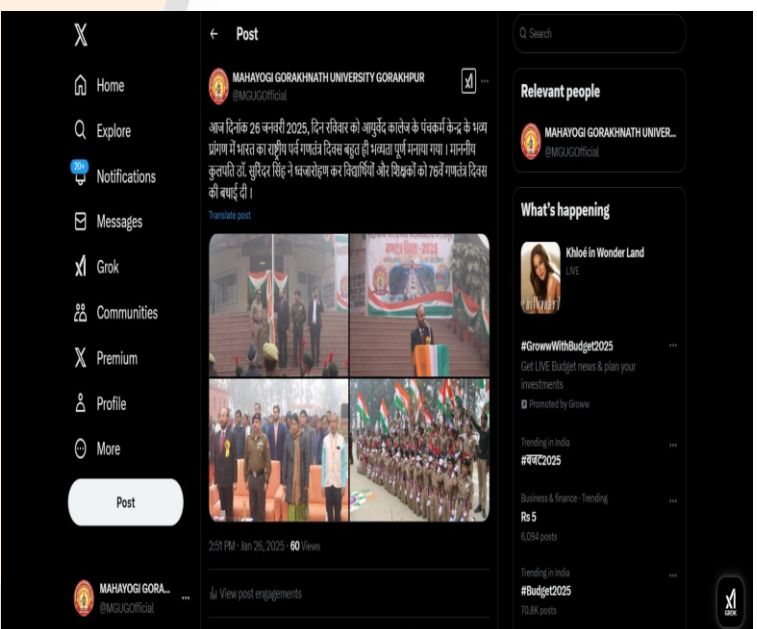 Home
Explore
20+
Notifications
Messages
Grok
Communities
Premium
Profile
More
Post
MAHAYOGI GORA...
@MGUGOfficial
Post
MAHAYOGI GORAKHNATH UNIVERSITY GORAKHPUR
@MGUGOfficial
आज दिनांक 26 जनवरी 2025, दिन रविवार को आयुर्वेद कालेज के पंचकर्म केन्द्र के भव्य
प्रांगण में भारत का राष्ट्रीय पर्व गणतंत्र दिवस बहुत ही भव्यता पूर्ण मनाया गया । माननीय
कुलपति डॉ. सुरिंदर सिंह ने ध्वजारोहण कर विद्यार्थियों और शिक्षकों को 76वें गणतंत्र दिवस
की बधाई दी ।
Translate post
गणतंत्र दिवस - 2025
2:51 PM · Jan 26, 2025 · 60 Views
View post engagements
Search
Relevant people
MAHAYOGI GORAKHNATH UNIVER...
@MGUGOfficial
What's happening
Khloé in Wonder Land
LIVE
#GrowwWithBudget2025
Get LIVE Budget news & plan your
investments
Promoted by Groww
Trending in India
#बजट2025
Business & finance · Trending
Rs 5
6,094 posts
Trending in India
#Budget2025
70.8K posts
GROK